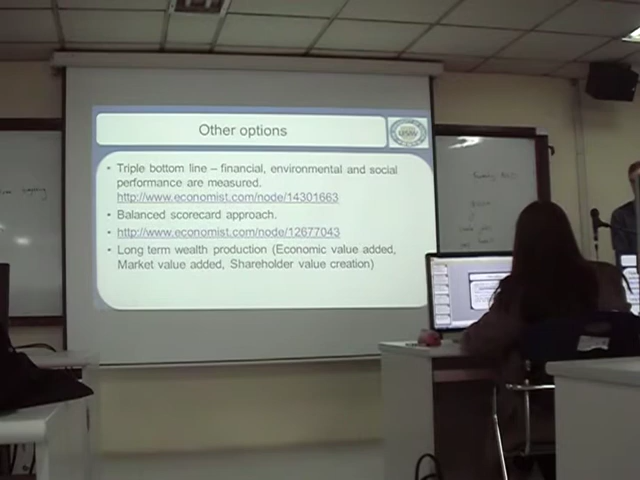 Other options
• Triple bottom line – financial, environmental and social
performance are measured.
http://www.economist.com/node/14301663
• Balanced scorecard approach.
• http://www.economist.com/node/12677043
• Long term wealth production (Economic value added,
Market value added, Shareholder value creation)